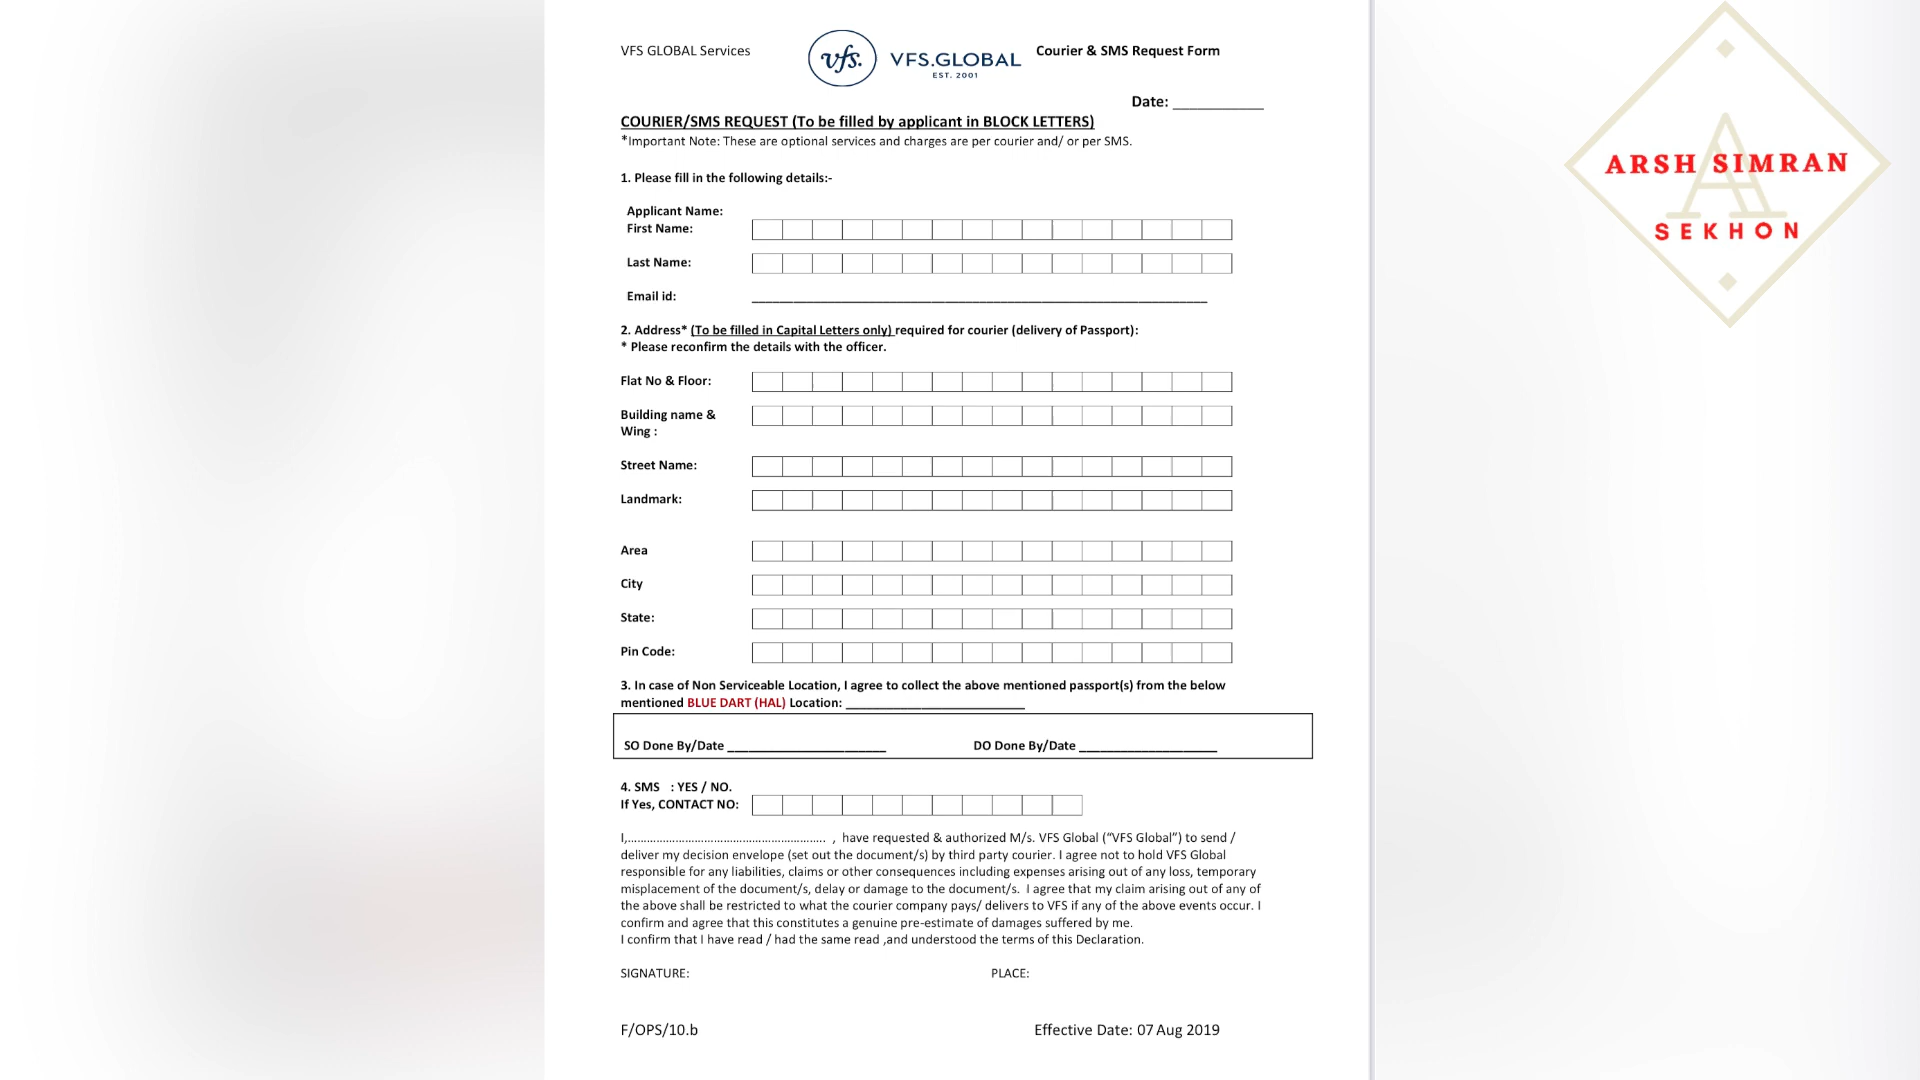 VFS GLOBAL Services
vfs.
VFS.GLOBAL
EST. 2001
Courier & SMS Request Form
Date: ___________
COURIER/SMS REQUEST (To be filled by applicant in BLOCK LETTERS)
*Important Note: These are optional services and charges are per courier and/ or per SMS.
1. Please fill in the following details:-
Applicant Name:
First Name:
Last Name:
Email id: ____________________
2. Address* (To be filled in Capital Letters only) required for courier (delivery of Passport):
* Please reconfirm the details with the officer.
Flat No & Floor:
Building name &
Wing :
Street Name:
Landmark:
Area
City
State:
Pin Code:
3. In case of Non Serviceable Location, I agree to collect the above mentioned passport(s) from the below
mentioned BLUE DART (HAL) Location: ____________________
SO Done By/Date ____________________ DO Done By/Date ____________________
4. SMS : YES / NO.
If Yes, CONTACT NO:
I,………………………………………………….. , have requested & authorized M/s. VFS Global (“VFS Global”) to send /
deliver my decision envelope (set out the document/s) by third party courier. I agree not to hold VFS Global
responsible for any liabilities, claims or other consequences including expenses arising out of any loss, temporary
misplacement of the document/s, delay or damage to the document/s. I agree that my claim arising out of any of
the above shall be restricted to what the courier company pays/ delivers to VFS if any of the above events occur. I
confirm and agree that this constitutes a genuine pre-estimate of damages suffered by me.
I confirm that I have read / had the same read ,and understood the terms of this Declaration.
SIGNATURE: PLACE:
F/OPS/10.b Effective Date: 07 Aug 2019
A
ARSH SIMRAN
SEKHON